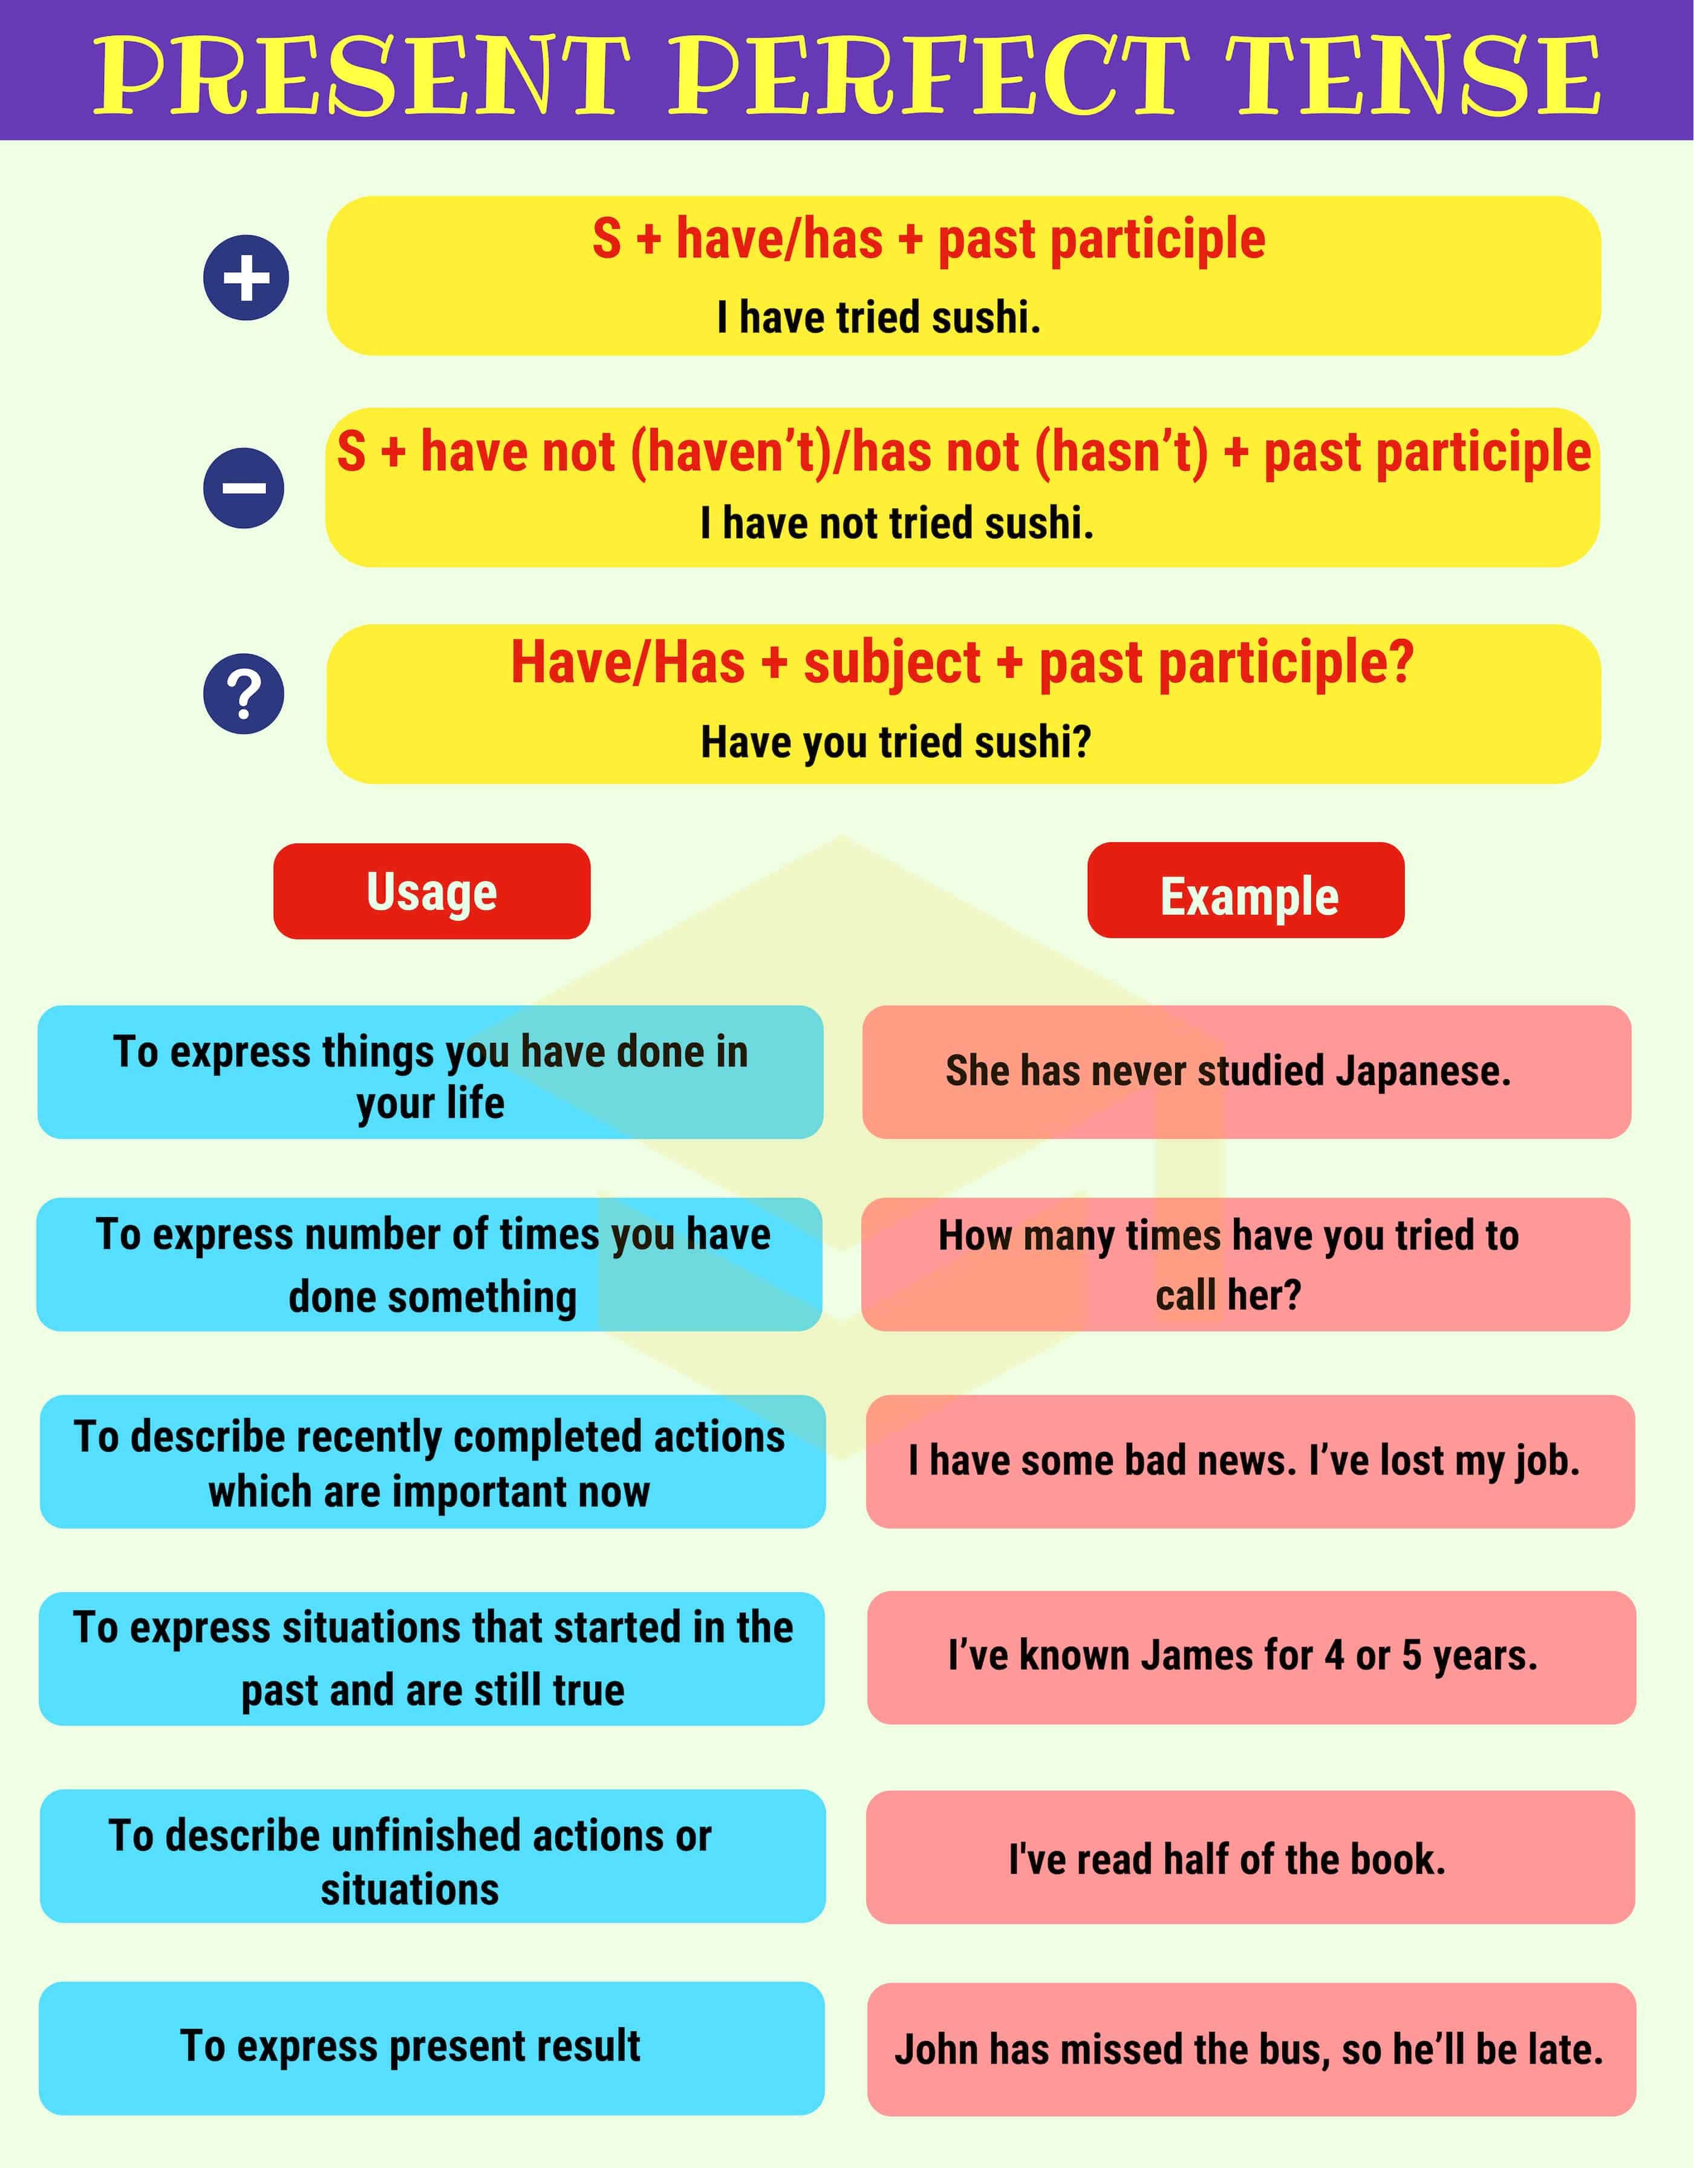 PRESENT PERFECT TENSE
S + have/has + past participle
I have tried sushi.
S + have not (haven’t)/has not (hasn’t) + past participle
I have not tried sushi.
?
Have/Has + subject + past participle?
Have you tried sushi?
Usage
Example
To express things you have done in
your life
She has never studied Japanese.
To express number of times you have
done something
How many times have you tried to
call her?
To describe recently completed actions
which are important now
I have some bad news. I’ve lost my job.
To express situations that started in the
past and are still true
I’ve known James for 4 or 5 years.
To describe unfinished actions or
situations
I've read half of the book.
To express present result
John has missed the bus, so he’ll be late.